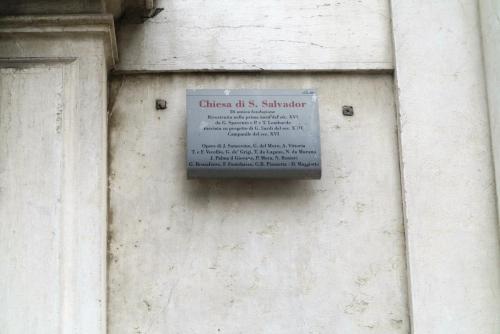 Chiesa di S. Salvador
Di antica fondazione
Ricostruita nella prima metà del sec. XVI
da G. Spavento e P. e T. Lombardo
facciata su progetto di G. Sardi del sec. XVII
Campanile del sec. XVI
Opere di J. Sansovino, G. del Moro, A. Vittoria
T. e F. Vecellio, G. de' Grigi, T. da Lugano, N. da Murano
J. Palma il Giovane, P. Mera, N. Renieri
G. Bonazza, F. Fontebasso, G.B. Piazzetta